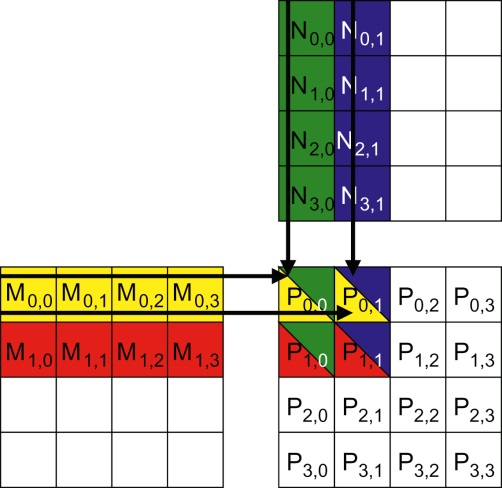 N0,0 N0,1
N1,0 N1,1
N2,0 N2,1
N3,0 N3,1
M0,0 M0,1 M0,2 M0,3 P0,0 P0,1 P0,2 P0,3
M1,0 M1,1 M1,2 M1,3 P1,0 P1,1 P1,2 P1,3
P2,0 P2,1 P2,2 P2,3
P3,0 P3,1 P3,2 P3,3